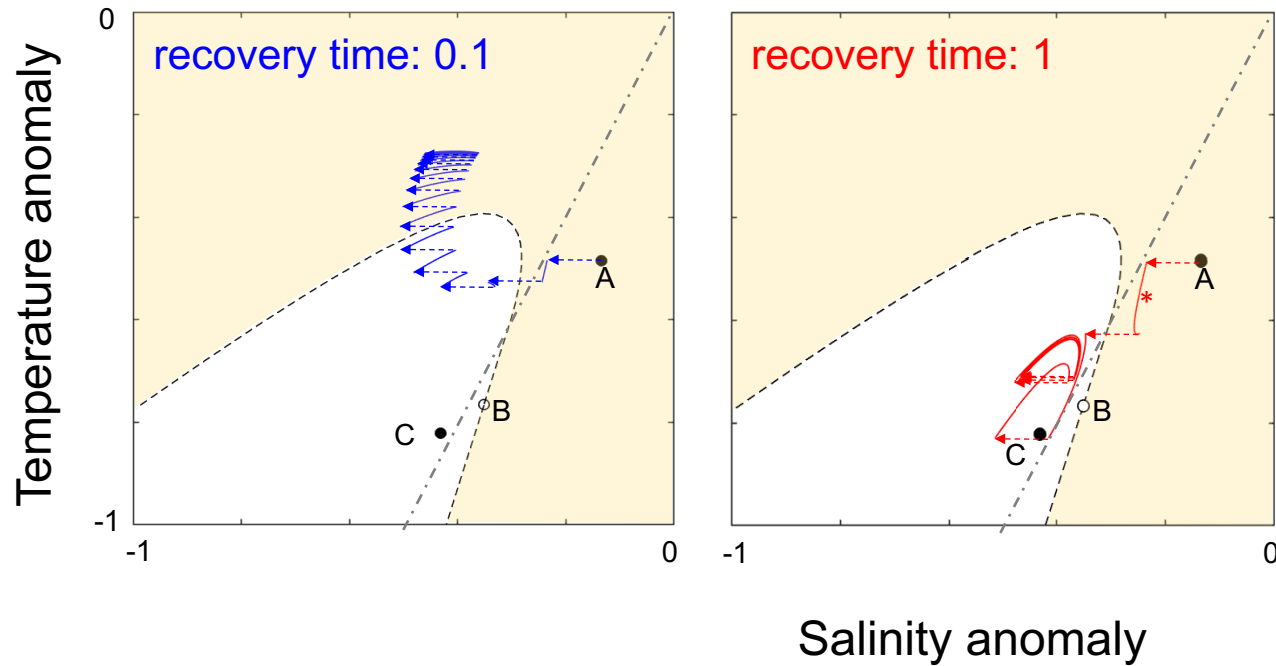 0
recovery time: 0.1
recovery time: 1
Temperature anomaly
A
A
*
B
B
C
C
-1
-1
0
-1
0
Salinity anomaly